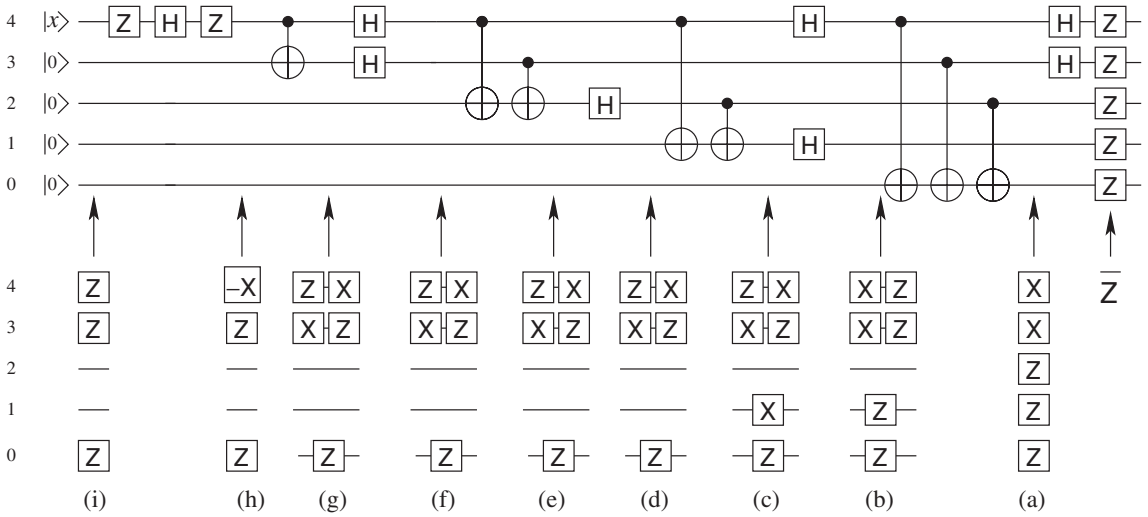 4 |x⟩ Z H Z H H H Z
3 |0⟩ H H Z
2 |0⟩ H Z
1 |0⟩ H Z
0 |0⟩ Z
4 Z –X Z X Z X Z X Z X Z X X Z X Z̅
3 Z Z X Z X Z X Z X Z X Z X Z X
2 Z
1 X Z Z
0 Z Z Z Z Z Z Z Z Z
(i) (h) (g) (f) (e) (d) (c) (b) (a)